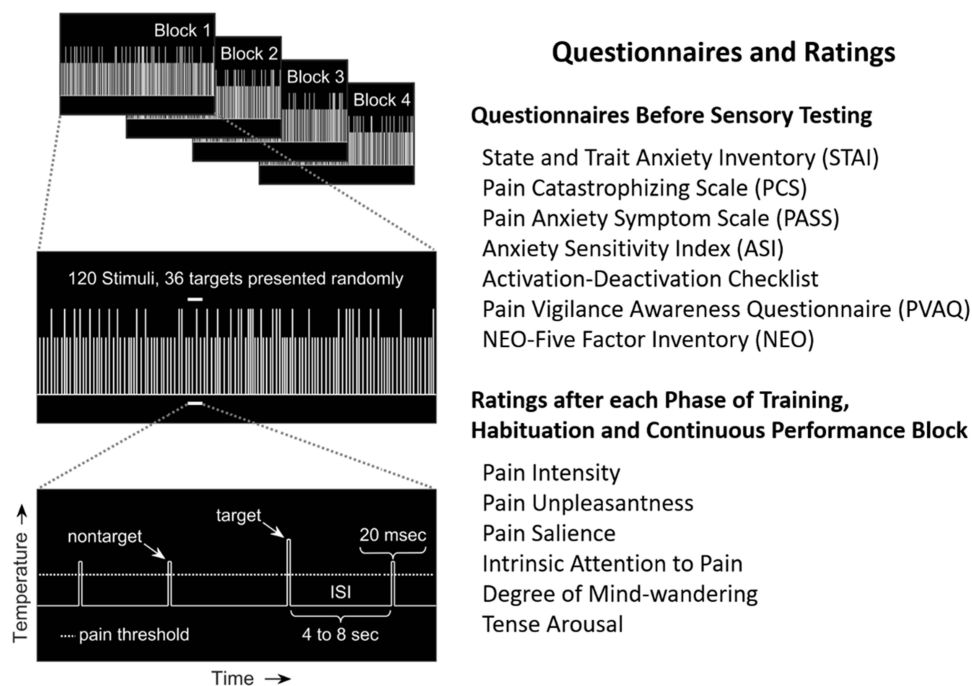 Block 1
Block 2
Block 3
Block 4
120 Stimuli, 36 targets presented randomly
target
nontarget
20 msec
ISI
pain threshold
4 to 8 sec
Temperature
Time
Questionnaires and Ratings
Questionnaires Before Sensory Testing
State and Trait Anxiety Inventory (STAI)
Pain Catastrophizing Scale (PCS)
Pain Anxiety Symptom Scale (PASS)
Anxiety Sensitivity Index (ASI)
Activation-Deactivation Checklist
Pain Vigilance Awareness Questionnaire (PVAQ)
NEO-Five Factor Inventory (NEO)
Ratings after each Phase of Training,
Habituation and Continuous Performance Block
Pain Intensity
Pain Unpleasantness
Pain Salience
Intrinsic Attention to Pain
Degree of Mind-wandering
Tense Arousal